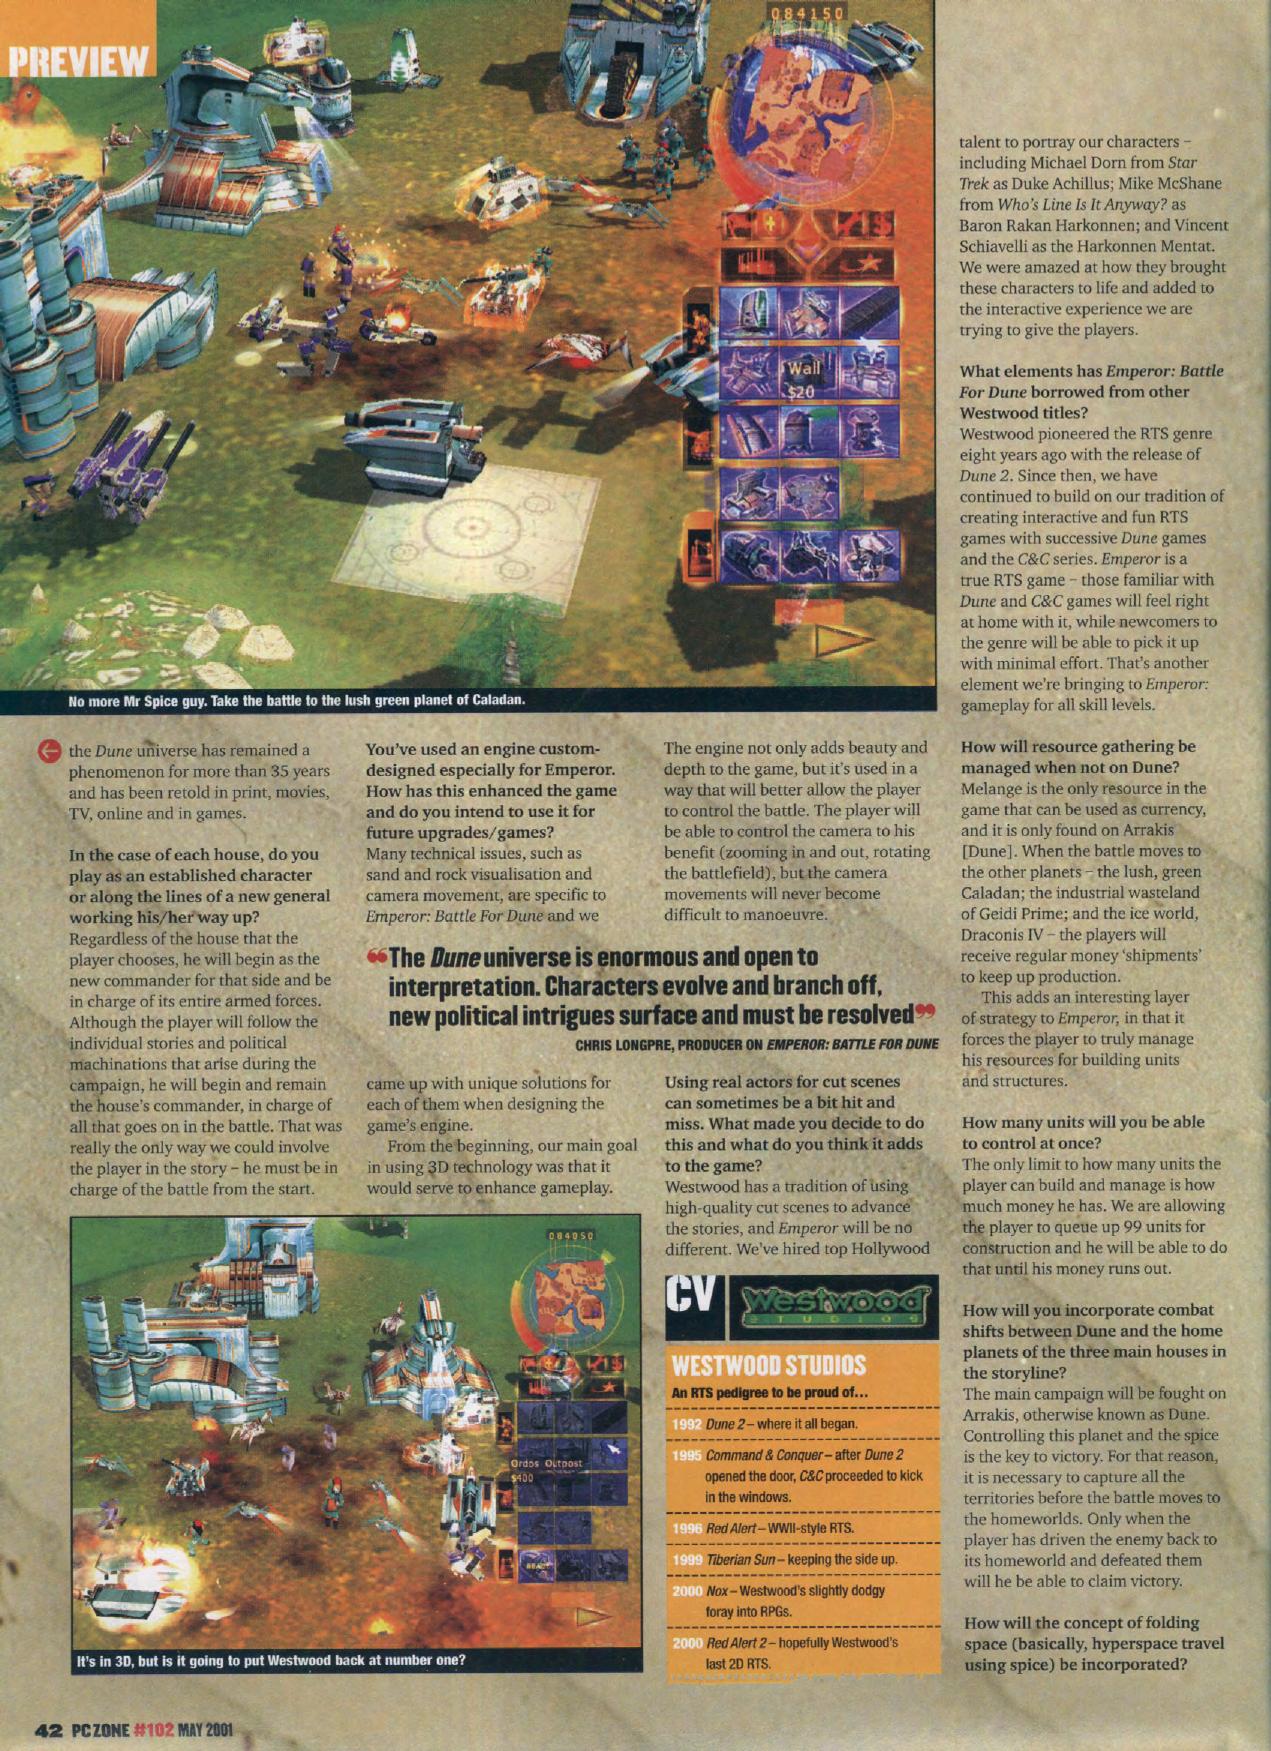 PREVIEW
084150
Wall
$20
No more Mr Spice guy. Take the battle to the lush green planet of Caladan.
the Dune universe has remained a
phenomenon for more than 35 years
and has been retold in print, movies,
TV, online and in games.
In the case of each house, do you
play as an established character
or along the lines of a new general
working his/her way up?
Regardless of the house that the
player chooses, he will begin as the
new commander for that side and be
in charge of its entire armed forces.
Although the player will follow the
individual stories and political
machinations that arise during the
campaign, he will begin and remain
the house's commander, in charge of
all that goes on in the battle. That was
really the only way we could involve
the player in the story – he must be in
charge of the battle from the start.
You've used an engine custom-
designed especially for Emperor.
How has this enhanced the game
and do you intend to use it for
future upgrades/games?
Many technical issues, such as
sand and rock visualisation and
camera movement, are specific to
Emperor: Battle For Dune and we
came up with unique solutions for
each of them when designing the
game's engine.
From the beginning, our main goal
in using 3D technology was that it
would serve to enhance gameplay.
The engine not only adds beauty and
depth to the game, but it's used in a
way that will better allow the player
to control the battle. The player will
be able to control the camera to his
benefit (zooming in and out, rotating
the battlefield), but the camera
movements will never become
difficult to manoeuvre.
“The Dune universe is enormous and open to
interpretation. Characters evolve and branch off,
new political intrigues surface and must be resolved”
CHRIS LONGPRE, PRODUCER ON EMPEROR: BATTLE FOR DUNE
Using real actors for cut scenes
can sometimes be a bit hit and
miss. What made you decide to do
this and what do you think it adds
to the game?
Westwood has a tradition of using
high-quality cut scenes to advance
the stories, and Emperor will be no
different. We've hired top Hollywood
talent to portray our characters –
including Michael Dorn from Star
Trek as Duke Achillus; Mike McShane
from Who's Line Is It Anyway? as
Baron Rakan Harkonnen; and Vincent
Schiavelli as the Harkonnen Mentat.
We were amazed at how they brought
these characters to life and added to
the interactive experience we are
trying to give the players.
What elements has Emperor: Battle
For Dune borrowed from other
Westwood titles?
Westwood pioneered the RTS genre
eight years ago with the release of
Dune 2. Since then, we have
continued to build on our tradition of
creating interactive and fun RTS
games with successive Dune games
and the C&C series. Emperor is a
true RTS game – those familiar with
Dune and C&C games will feel right
at home with it, while newcomers to
the genre will be able to pick it up
with minimal effort. That's another
element we're bringing to Emperor:
gameplay for all skill levels.
How will resource gathering be
managed when not on Dune?
Melange is the only resource in the
game that can be used as currency,
and it is only found on Arrakis
[Dune]. When the battle moves to
the other planets – the lush, green
Caladan; the industrial wasteland
of Geidi Prime; and the ice world,
Draconis IV – the players will
receive regular money 'shipments'
to keep up production.
This adds an interesting layer
of strategy to Emperor, in that it
forces the player to truly manage
his resources for building units
and structures.
How many units will you be able
to control at once?
The only limit to how many units the
player can build and manage is how
much money he has. We are allowing
the player to queue up 99 units for
construction and he will be able to do
that until his money runs out.
How will you incorporate combat
shifts between Dune and the home
planets of the three main houses in
the storyline?
The main campaign will be fought on
Arrakis, otherwise known as Dune.
Controlling this planet and the spice
is the key to victory. For that reason,
it is necessary to capture all the
territories before the battle moves to
the homeworlds. Only when the
player has driven the enemy back to
its homeworld and defeated them
will he be able to claim victory.
How will the concept of folding
space (basically, hyperspace travel
using spice) be incorporated?
084050
Ordos Outpost
$400
READY
It's in 3D, but is it going to put Westwood back at number one?
CV
Westwood
STUDIOS
WESTWOOD STUDIOS
An RTS pedigree to be proud of...
1992 Dune 2 – where it all began.
1995 Command & Conquer – after Dune 2
opened the door, C&C proceeded to kick
in the windows.
1996 Red Alert – WWII-style RTS.
1999 Tiberian Sun – keeping the side up.
2000 Nox – Westwood's slightly dodgy
foray into RPGs.
2000 Red Alert 2 – hopefully Westwood's
last 2D RTS.
42 PCZONE #102 MAY 2001